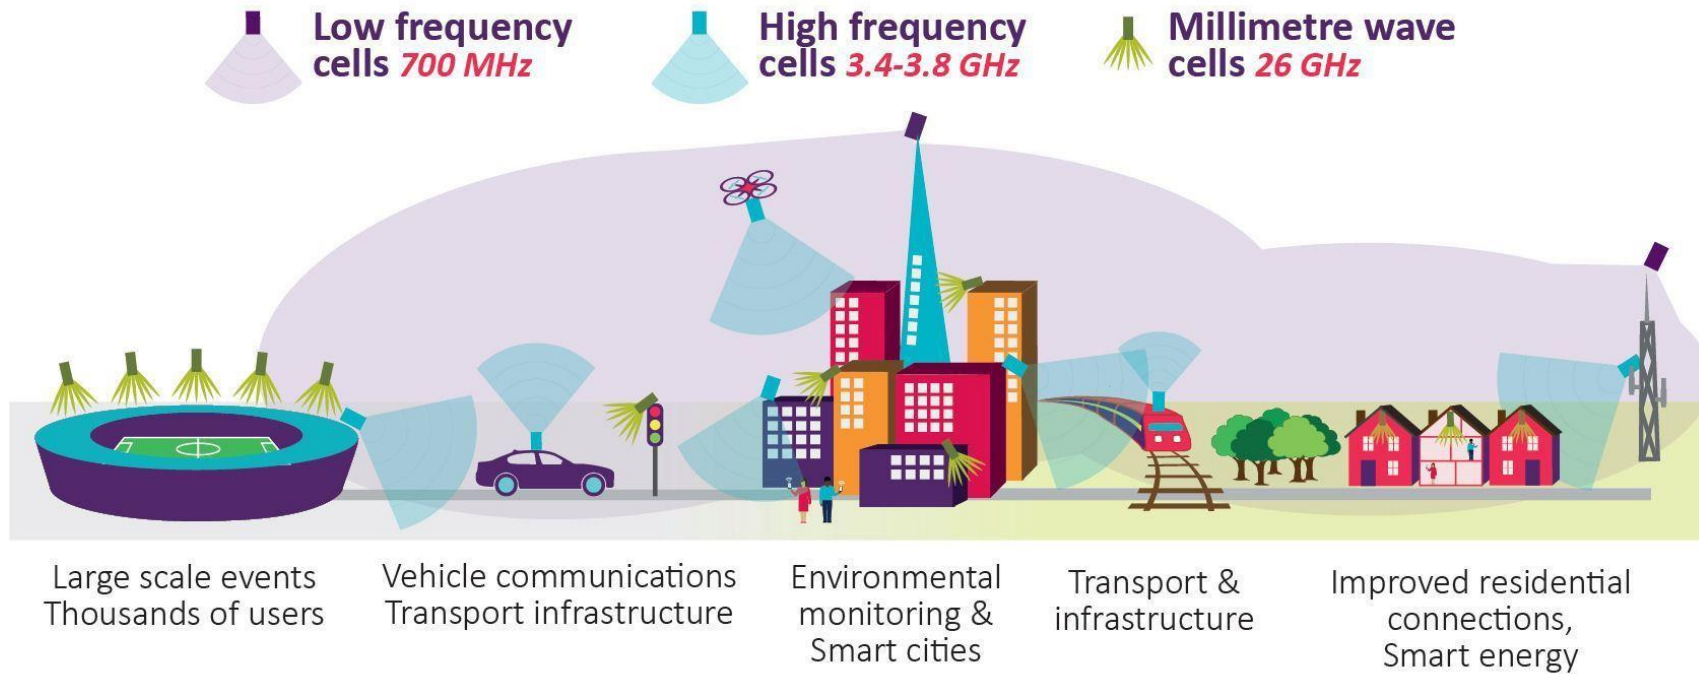 Low frequency
cells 700 MHz
High frequency
cells 3.4-3.8 GHz
Millimetre wave
cells 26 GHz
Large scale events
Thousands of users
Vehicle communications
Transport infrastructure
Environmental
monitoring &
Smart cities
Transport &
infrastructure
Improved residential
connections,
Smart energy